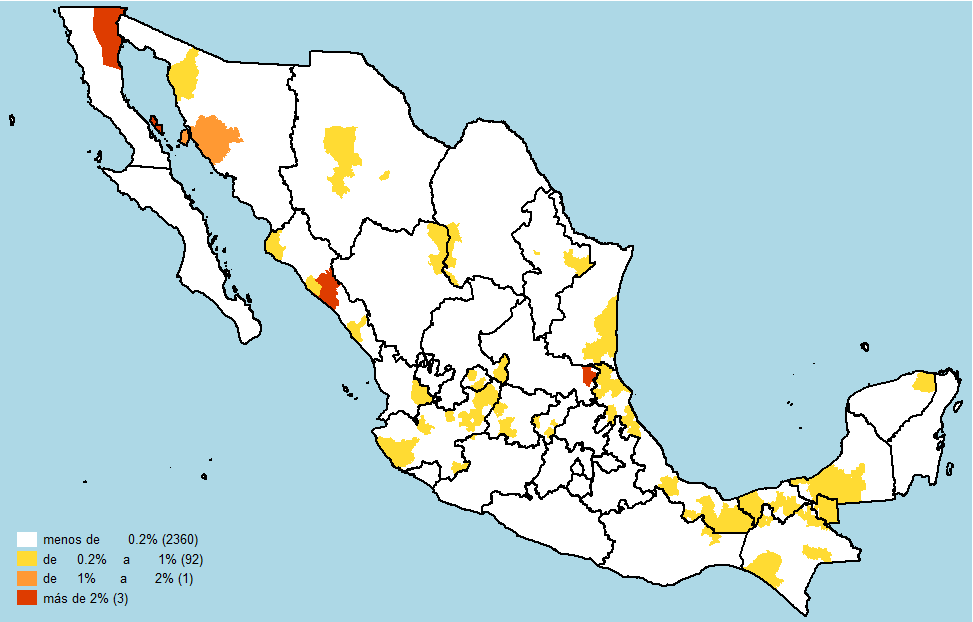 menos de 0.2% (2360)
de 0.2% a 1% (92)
de 1% a 2% (1)
más de 2% (3)